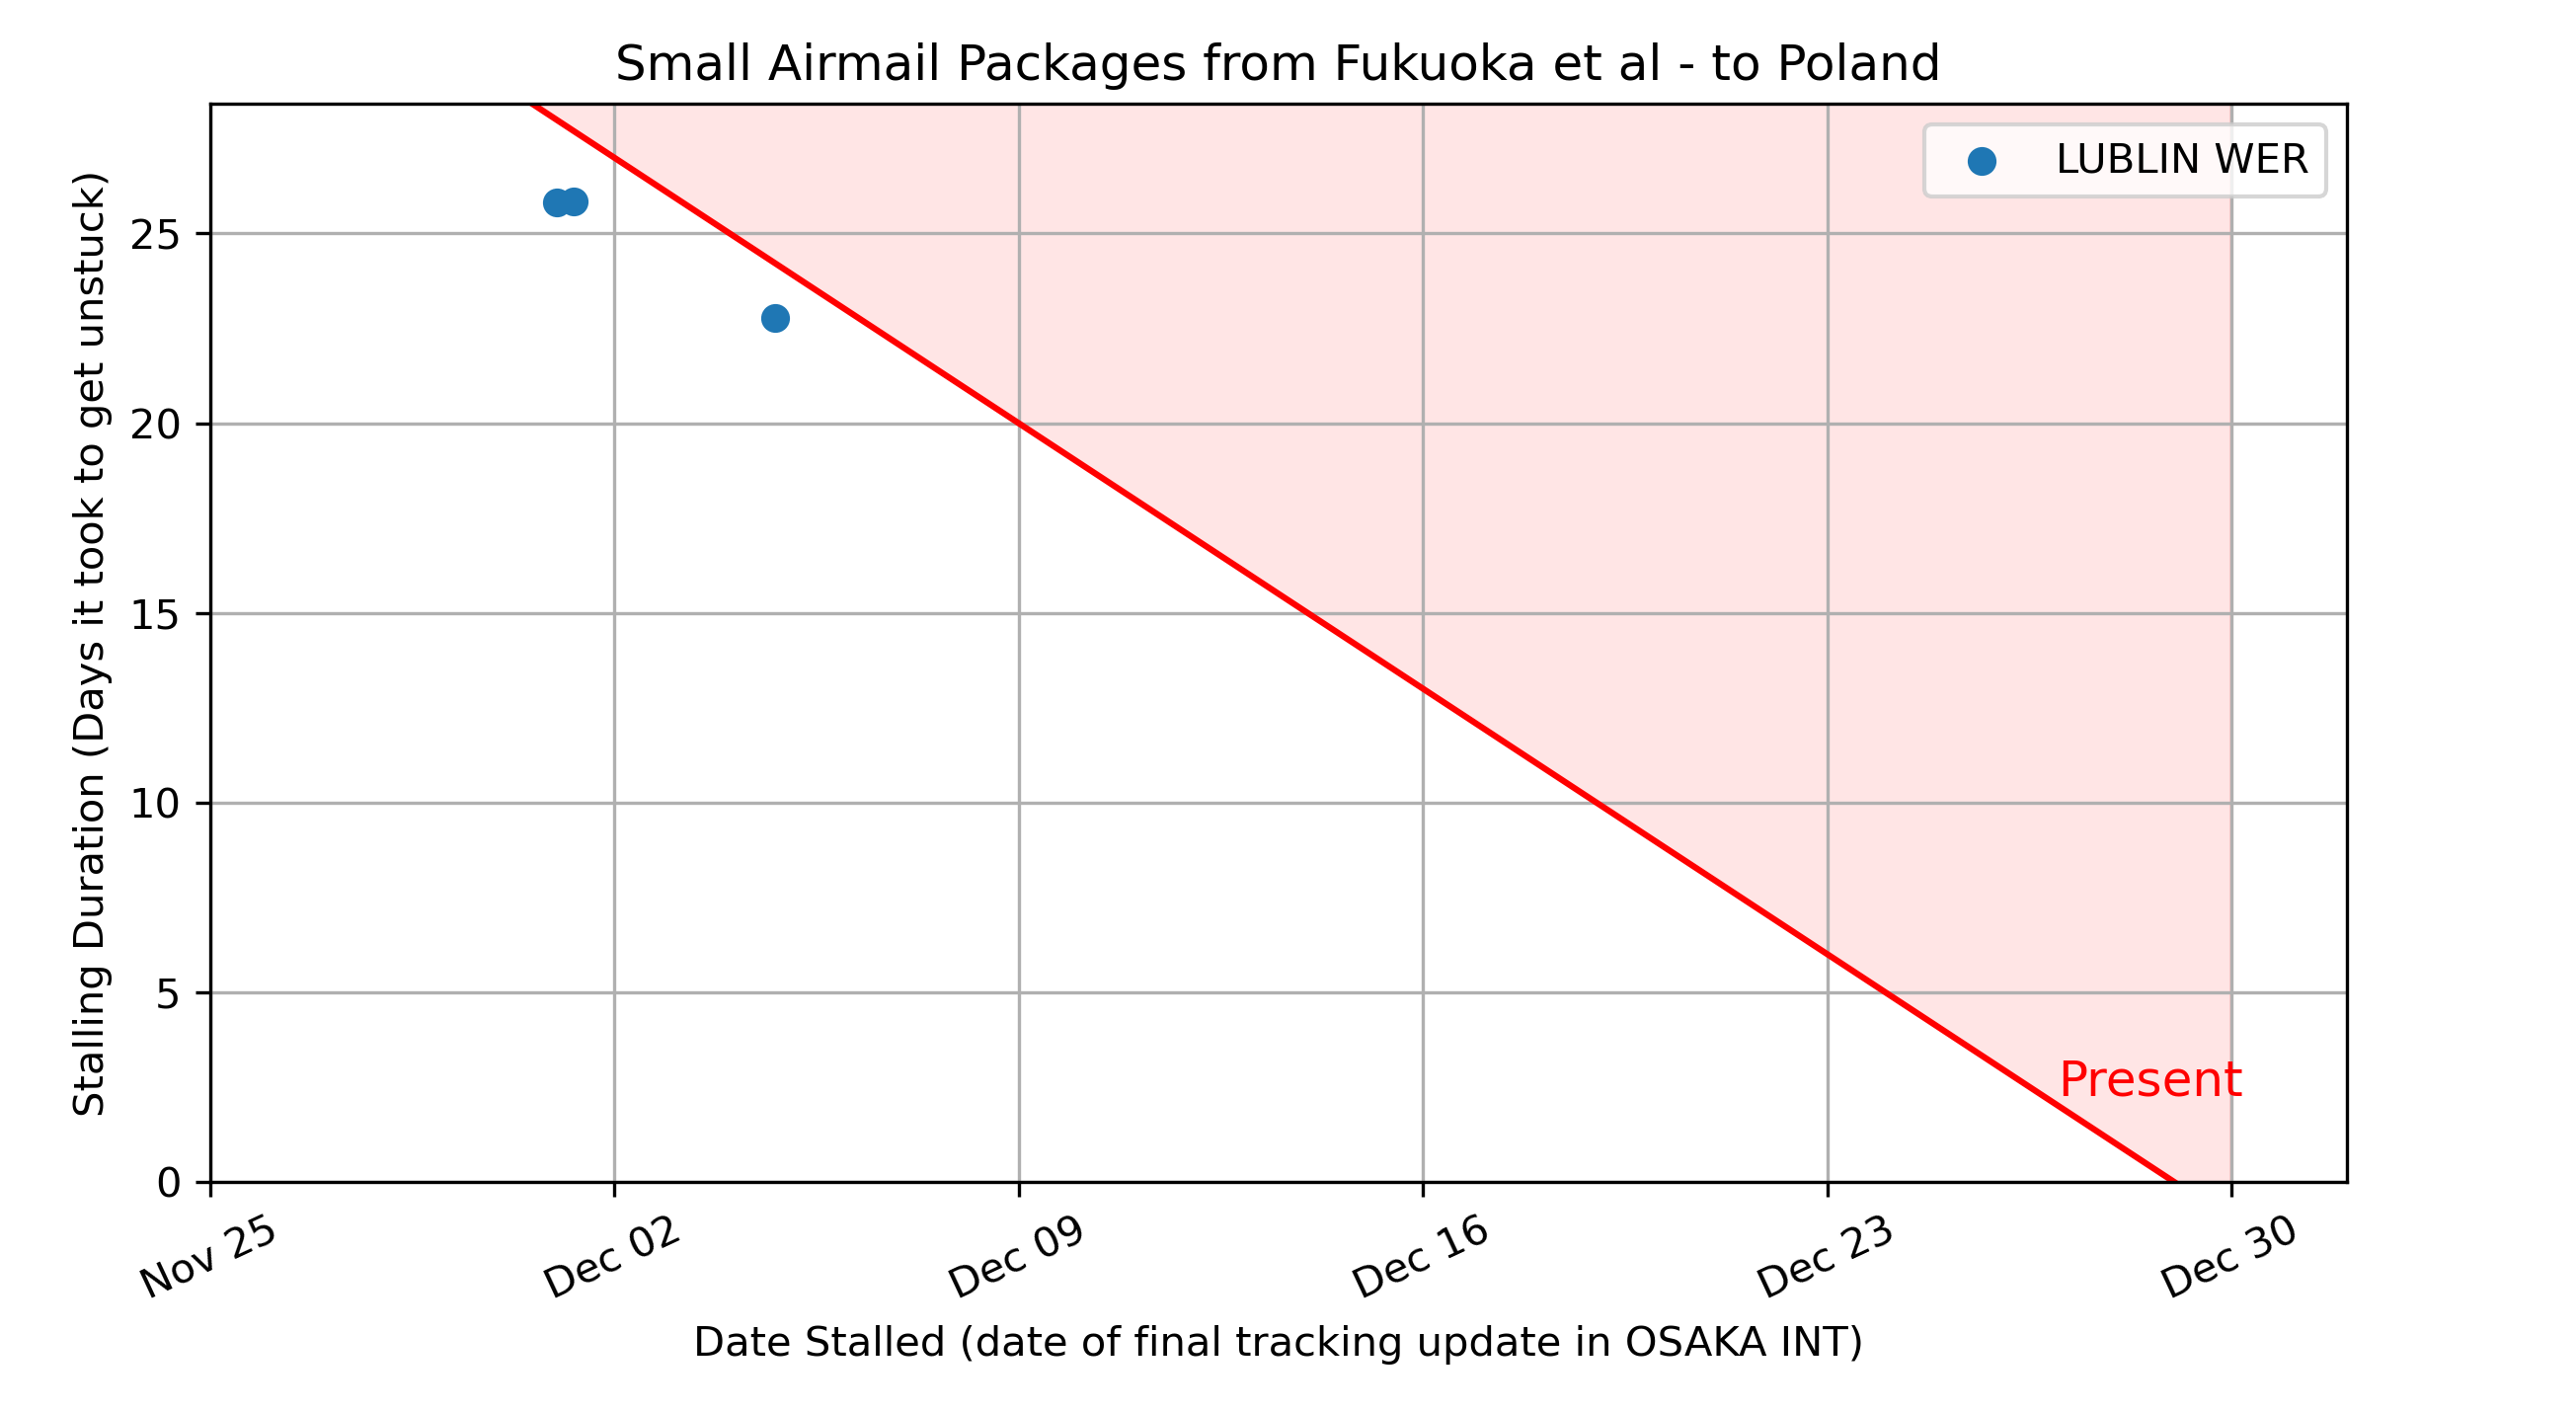 Small Airmail Packages from Fukuoka et al - to Poland
LUBLIN WER
Stalling Duration (Days it took to get unstuck)
25
20
15
10
5
0
Present
Nov 25
Dec 02
Dec 09
Dec 16
Dec 23
Dec 30
Date Stalled (date of final tracking update in OSAKA INT)